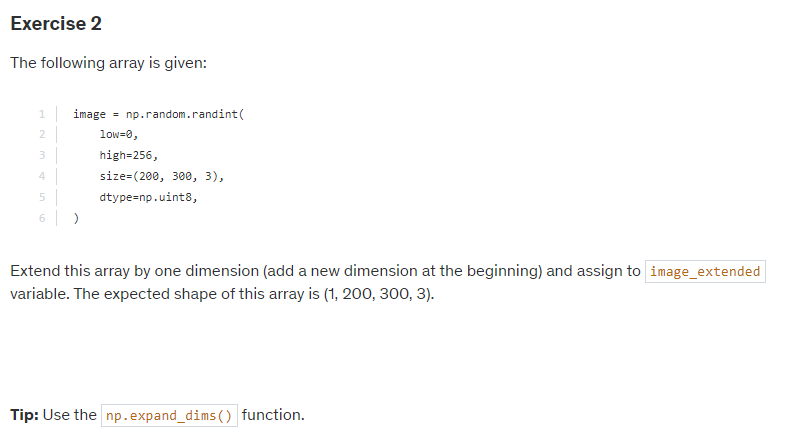 Exercise 2
The following array is given:
1 image = np.random.randint(
2     low=0,
3     high=256,
4     size=(200, 300, 3),
5     dtype=np.uint8,
6 )
Extend this array by one dimension (add a new dimension at the beginning) and assign to image_extended
variable. The expected shape of this array is (1, 200, 300, 3).
Tip: Use the np.expand_dims() function.